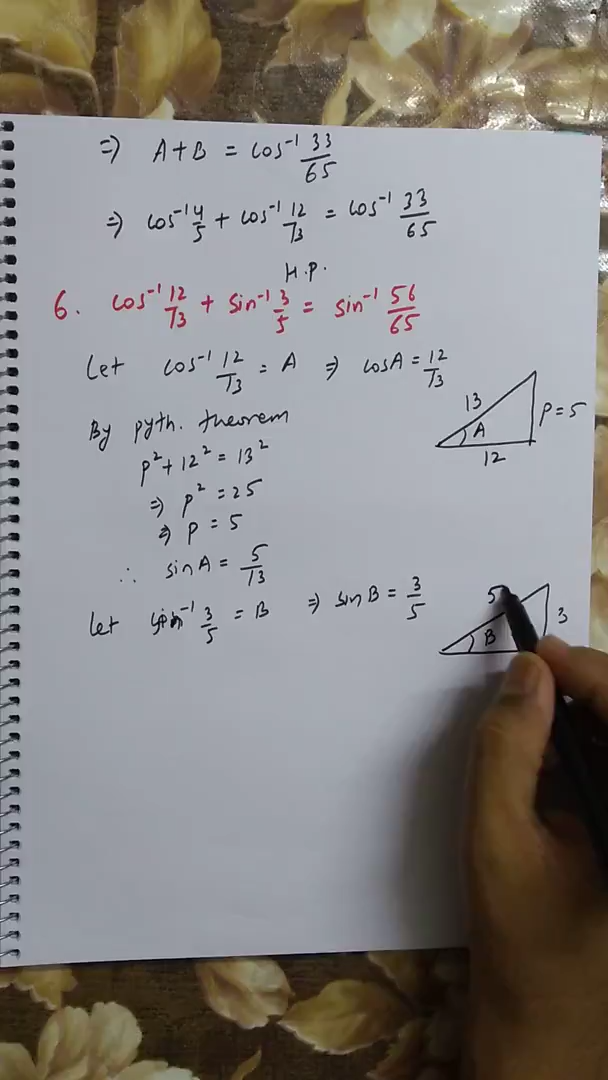 ⇒ A+B = cos⁻¹ 33/65
⇒ cos⁻¹ 4/5 + cos⁻¹ 12/13 = cos⁻¹ 33/65
H.P.
6. cos⁻¹ 12/13 + sin⁻¹ 3/5 = sin⁻¹ 56/65
Let cos⁻¹ 12/13 = A ⇒ cosA = 12/13
13
A
P=5
12
By pyth. theorem
p² + 12² = 13²
⇒ p² = 25
⇒ p = 5
∴ sinA = 5/13
Let sin⁻¹ 3/5 = B ⇒ sinB = 3/5
5
B
3